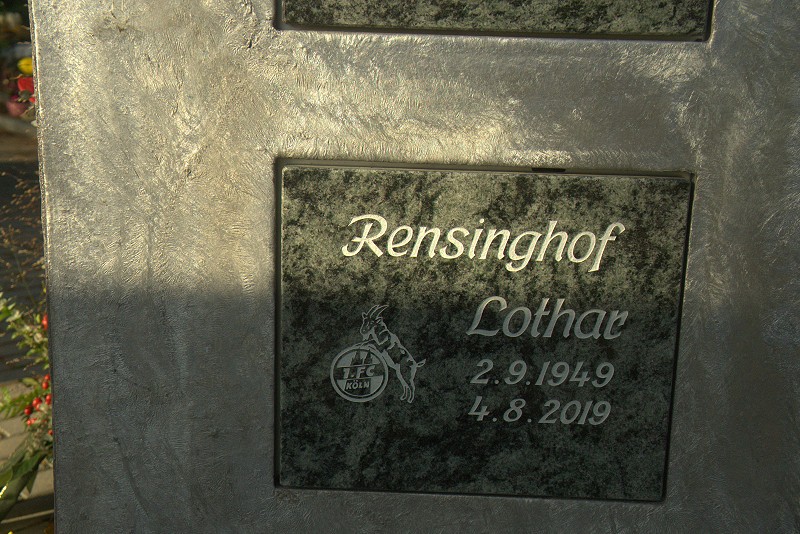 Rensinghof
Lothar
2.9.1949
4.8.2019
1.FC
KÖLN